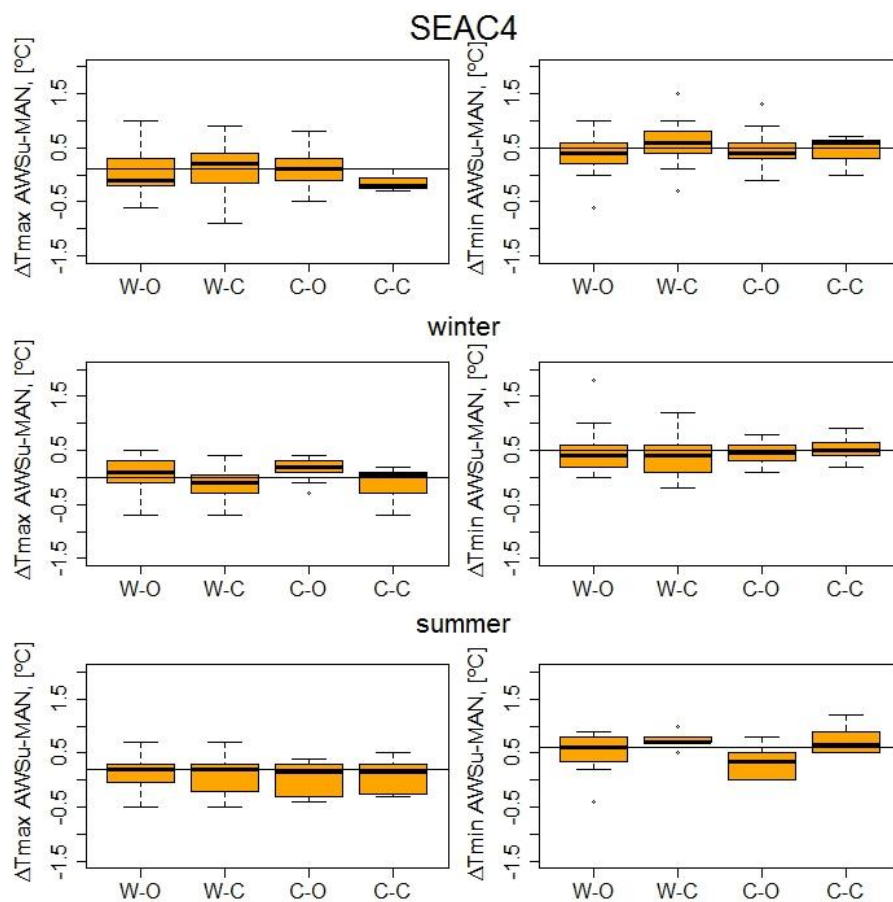 SEAC4
ΔTmax AWSu-MAN, [ºC]
1.5
0.5
-0.5
-1.5
W-O W-C C-O C-C
ΔTmin AWSu-MAN, [ºC]
1.5
0.5
-0.5
-1.5
W-O W-C C-O C-C
winter
ΔTmax AWSu-MAN, [ºC]
1.5
0.5
-0.5
-1.5
W-O W-C C-O C-C
ΔTmin AWSu-MAN, [ºC]
1.5
0.5
-0.5
-1.5
W-O W-C C-O C-C
summer
ΔTmax AWSu-MAN, [ºC]
1.5
0.5
-0.5
-1.5
W-O W-C C-O C-C
ΔTmin AWSu-MAN, [ºC]
1.5
0.5
-0.5
-1.5
W-O W-C C-O C-C